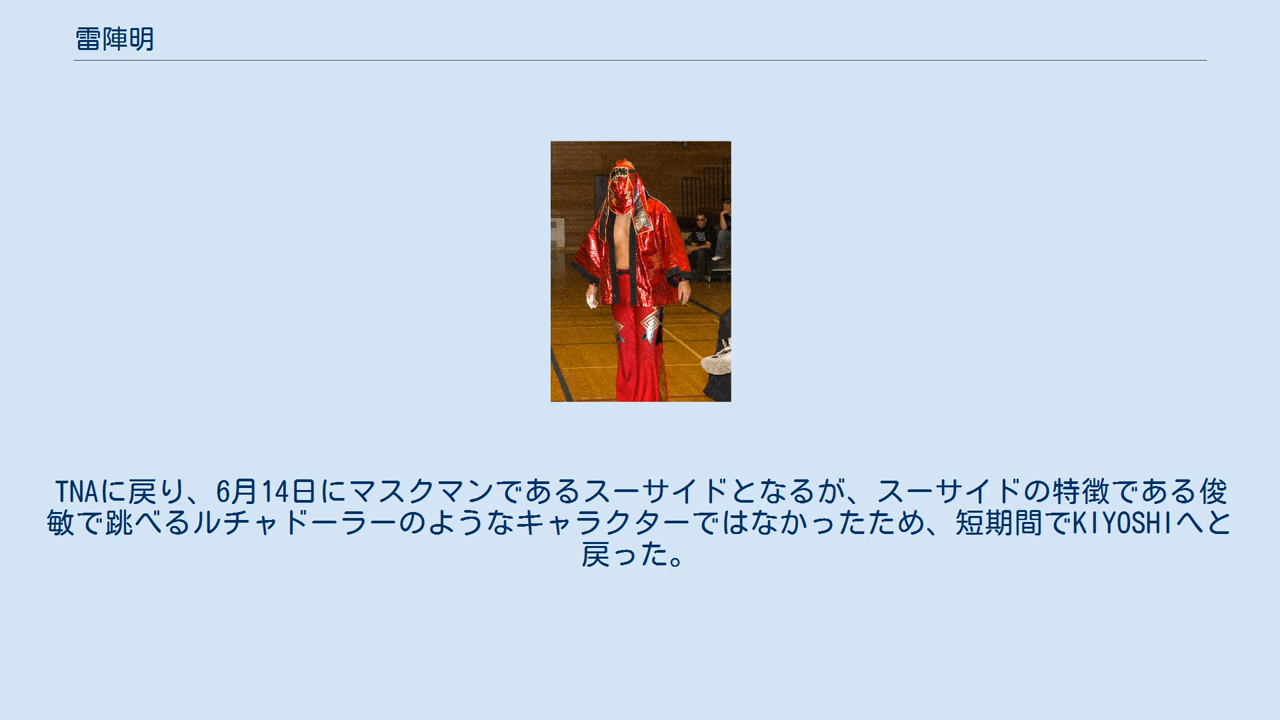 雷陣明
TNAに戻り、6月14日にマスクマンであるスーサイドとなるが、スーサイドの特徴である俊
敏で跳べるルチャドーラーのようなキャラクターではなかったため、短期間でKIYOSHIへと
戻った。